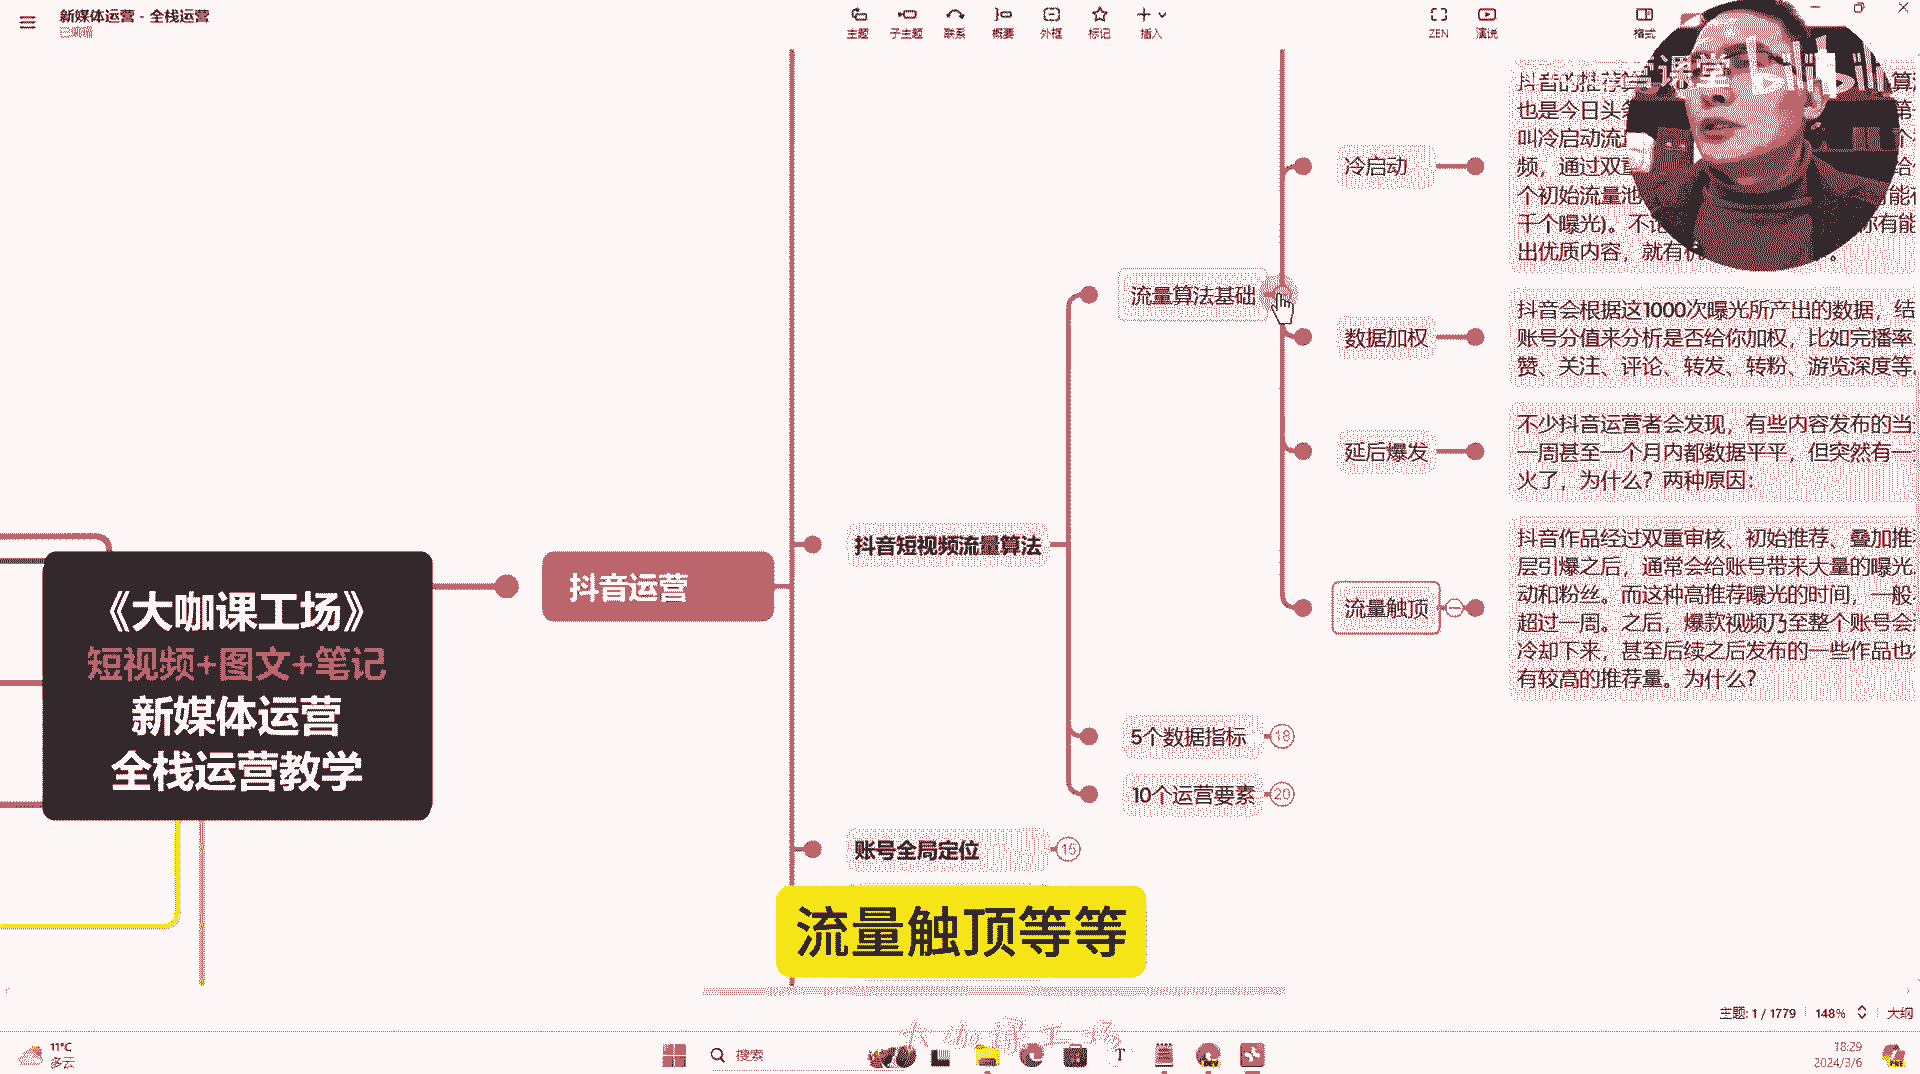 新媒体运营 - 全栈运营
已编辑
主题
子主题
联系
概要
外框
标记
插入
ZEN
演说
格式
课堂
抖音的推荐算
也是今日头条
第
叫冷启动流
个
频，通过双重
给
个初始流量池
有能
千个曝光)。不论
你有能
出优质内容，就有机
。
冷启动
流量算法基础
数据加权
抖音会根据这1000次曝光所产出的数据，结
账号分值来分析是否给你加权，比如完播率
赞、关注、评论、转发、转粉、游览深度等
延后爆发
不少抖音运营者会发现，有些内容发布的当
一周甚至一个月内都数据平平，但突然有一
火了，为什么？两种原因：
流量触顶
抖音作品经过双重审核、初始推荐、叠加推
层引爆之后，通常会给账号带来大量的曝光
动和粉丝。而这种高推荐曝光的时间，一般
超过一周。之后，爆款视频乃至整个账号会
冷却下来，甚至后续之后发布的一些作品也
有较高的推荐量。为什么？
抖音短视频流量算法
抖音运营
《大咖课工场》
短视频+图文+笔记
新媒体运营
全栈运营教学
5个数据指标
18
10个运营要素
20
账号全局定位
15
流量触顶等等
主题: 1 / 1779
148%
大纲
大咖课工场
11°C
多云
搜索
18:29
2024/3/6